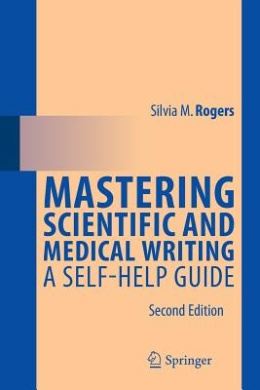 Silvia M. Rogers
MASTERING
SCIENTIFIC AND
MEDICAL WRITING
A SELF-HELP GUIDE
Second Edition
Springer